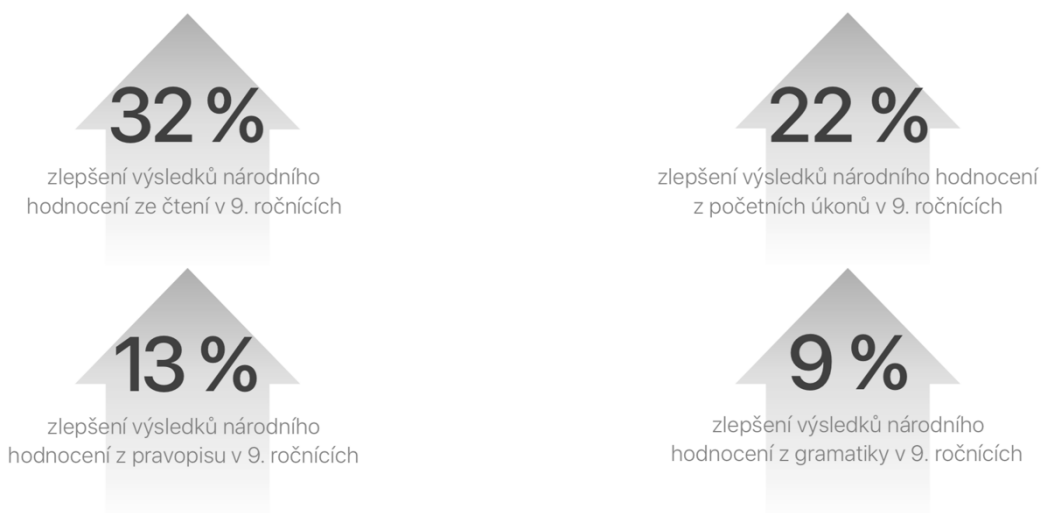 32 %
zlepšení výsledků národního
hodnocení ze čtení v 9. ročnících
22 %
zlepšení výsledků národního hodnocení
z početních úkonů v 9. ročnících
13 %
zlepšení výsledků národního
hodnocení z pravopisu v 9. ročnících
9 %
zlepšení výsledků národního
hodnocení z gramatiky v 9. ročnících